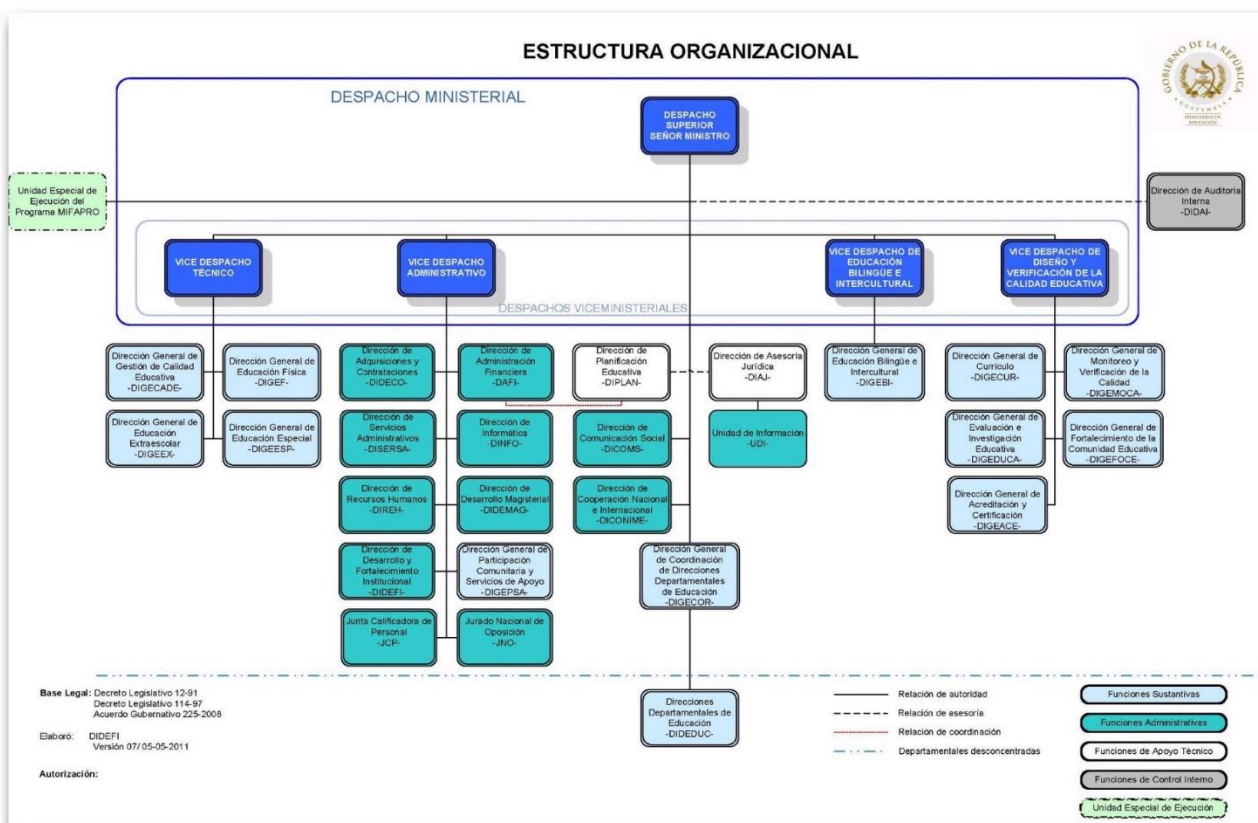 ESTRUCTURA ORGANIZACIONAL
GOBIERNO DE LA REPÚBLICA
GUATEMALA
MINISTERIO DE
EDUCACIÓN
DESPACHO MINISTERIAL
DESPACHO
SUPERIOR
SEÑOR MINISTRO
Unidad Especial de
Ejecución del
Programa MIFAPRO
Dirección de Auditoría
Interna
-DIDAI-
VICE DESPACHO
TÉCNICO
VICE DESPACHO
ADMINISTRATIVO
VICE DESPACHO DE
EDUCACIÓN
BILINGÜE E
INTERCULTURAL
VICE DESPACHO DE
DISEÑO Y
VERIFICACIÓN DE LA
CALIDAD EDUCATIVA
DESPACHOS VICEMINISTERIALES
Dirección General de
Gestión de Calidad
Educativa
-DIGECADE-
Dirección General de
Educación Física
-DIGEF-
Dirección de
Adquisiciones y
Contrataciones
-DIDECO-
Dirección de
Administración
Financiera
-DAFI-
Dirección de
Planificación
Educativa
-DIPLAN-
Dirección de Asesoría
Jurídica
-DIAJ-
Dirección General de
Educación Bilingüe e
Intercultural
-DIGEBI-
Dirección General de
Currículo
-DIGECUR-
Dirección General de
Monitoreo y
Verificación de la
Calidad
-DIGEMOCA-
Dirección General de
Educación
Extraescolar
-DIGEEX-
Dirección General de
Educación Especial
-DIGEESP-
Dirección de
Servicios
Administrativos
-DISERSA-
Dirección de
Informática
-DINFO-
Dirección de
Comunicación Social
-DICOMS-
Unidad de Información
-UDI-
Dirección General de
Evaluación e
Investigación
Educativa
-DIGEDUCA-
Dirección General de
Fortalecimiento de la
Comunidad Educativa
-DIGEFOCE-
Dirección de
Recursos Humanos
-DIREH-
Dirección de
Desarrollo Magisterial
-DIDEMAG-
Dirección de
Cooperación Nacional
e Internacional
-DICONIME-
Dirección General de
Acreditación y
Certificación
-DIGEACE-
Dirección de
Desarrollo y
Fortalecimiento
Institucional
-DIDEFI-
Dirección General de
Participación
Comunitaria y
Servicios de Apoyo
-DIGEPSA-
Dirección General
de Coordinación
de Direcciones
Departamentales
de Educación
-DIGECOR-
Junta Calificadora de
Personal
-JCP-
Jurado Nacional de
Oposición
-JNO-
Direcciones
Departamentales de
Educación
-DIDEDUC-
Base Legal: Decreto Legislativo 12-91
Decreto Legislativo 114-97
Acuerdo Gubernativo 225-2008
Elaboró: DIDEFI
Versión 07/ 05-05-2011
Autorización:
Relación de autoridad
Relación de asesoría
Relación de coordinación
Departamentales desconcentradas
Funciones Sustantivas
Funciones Administrativas
Funciones de Apoyo Técnico
Funciones de Control Interno
Unidad Especial de Ejecución